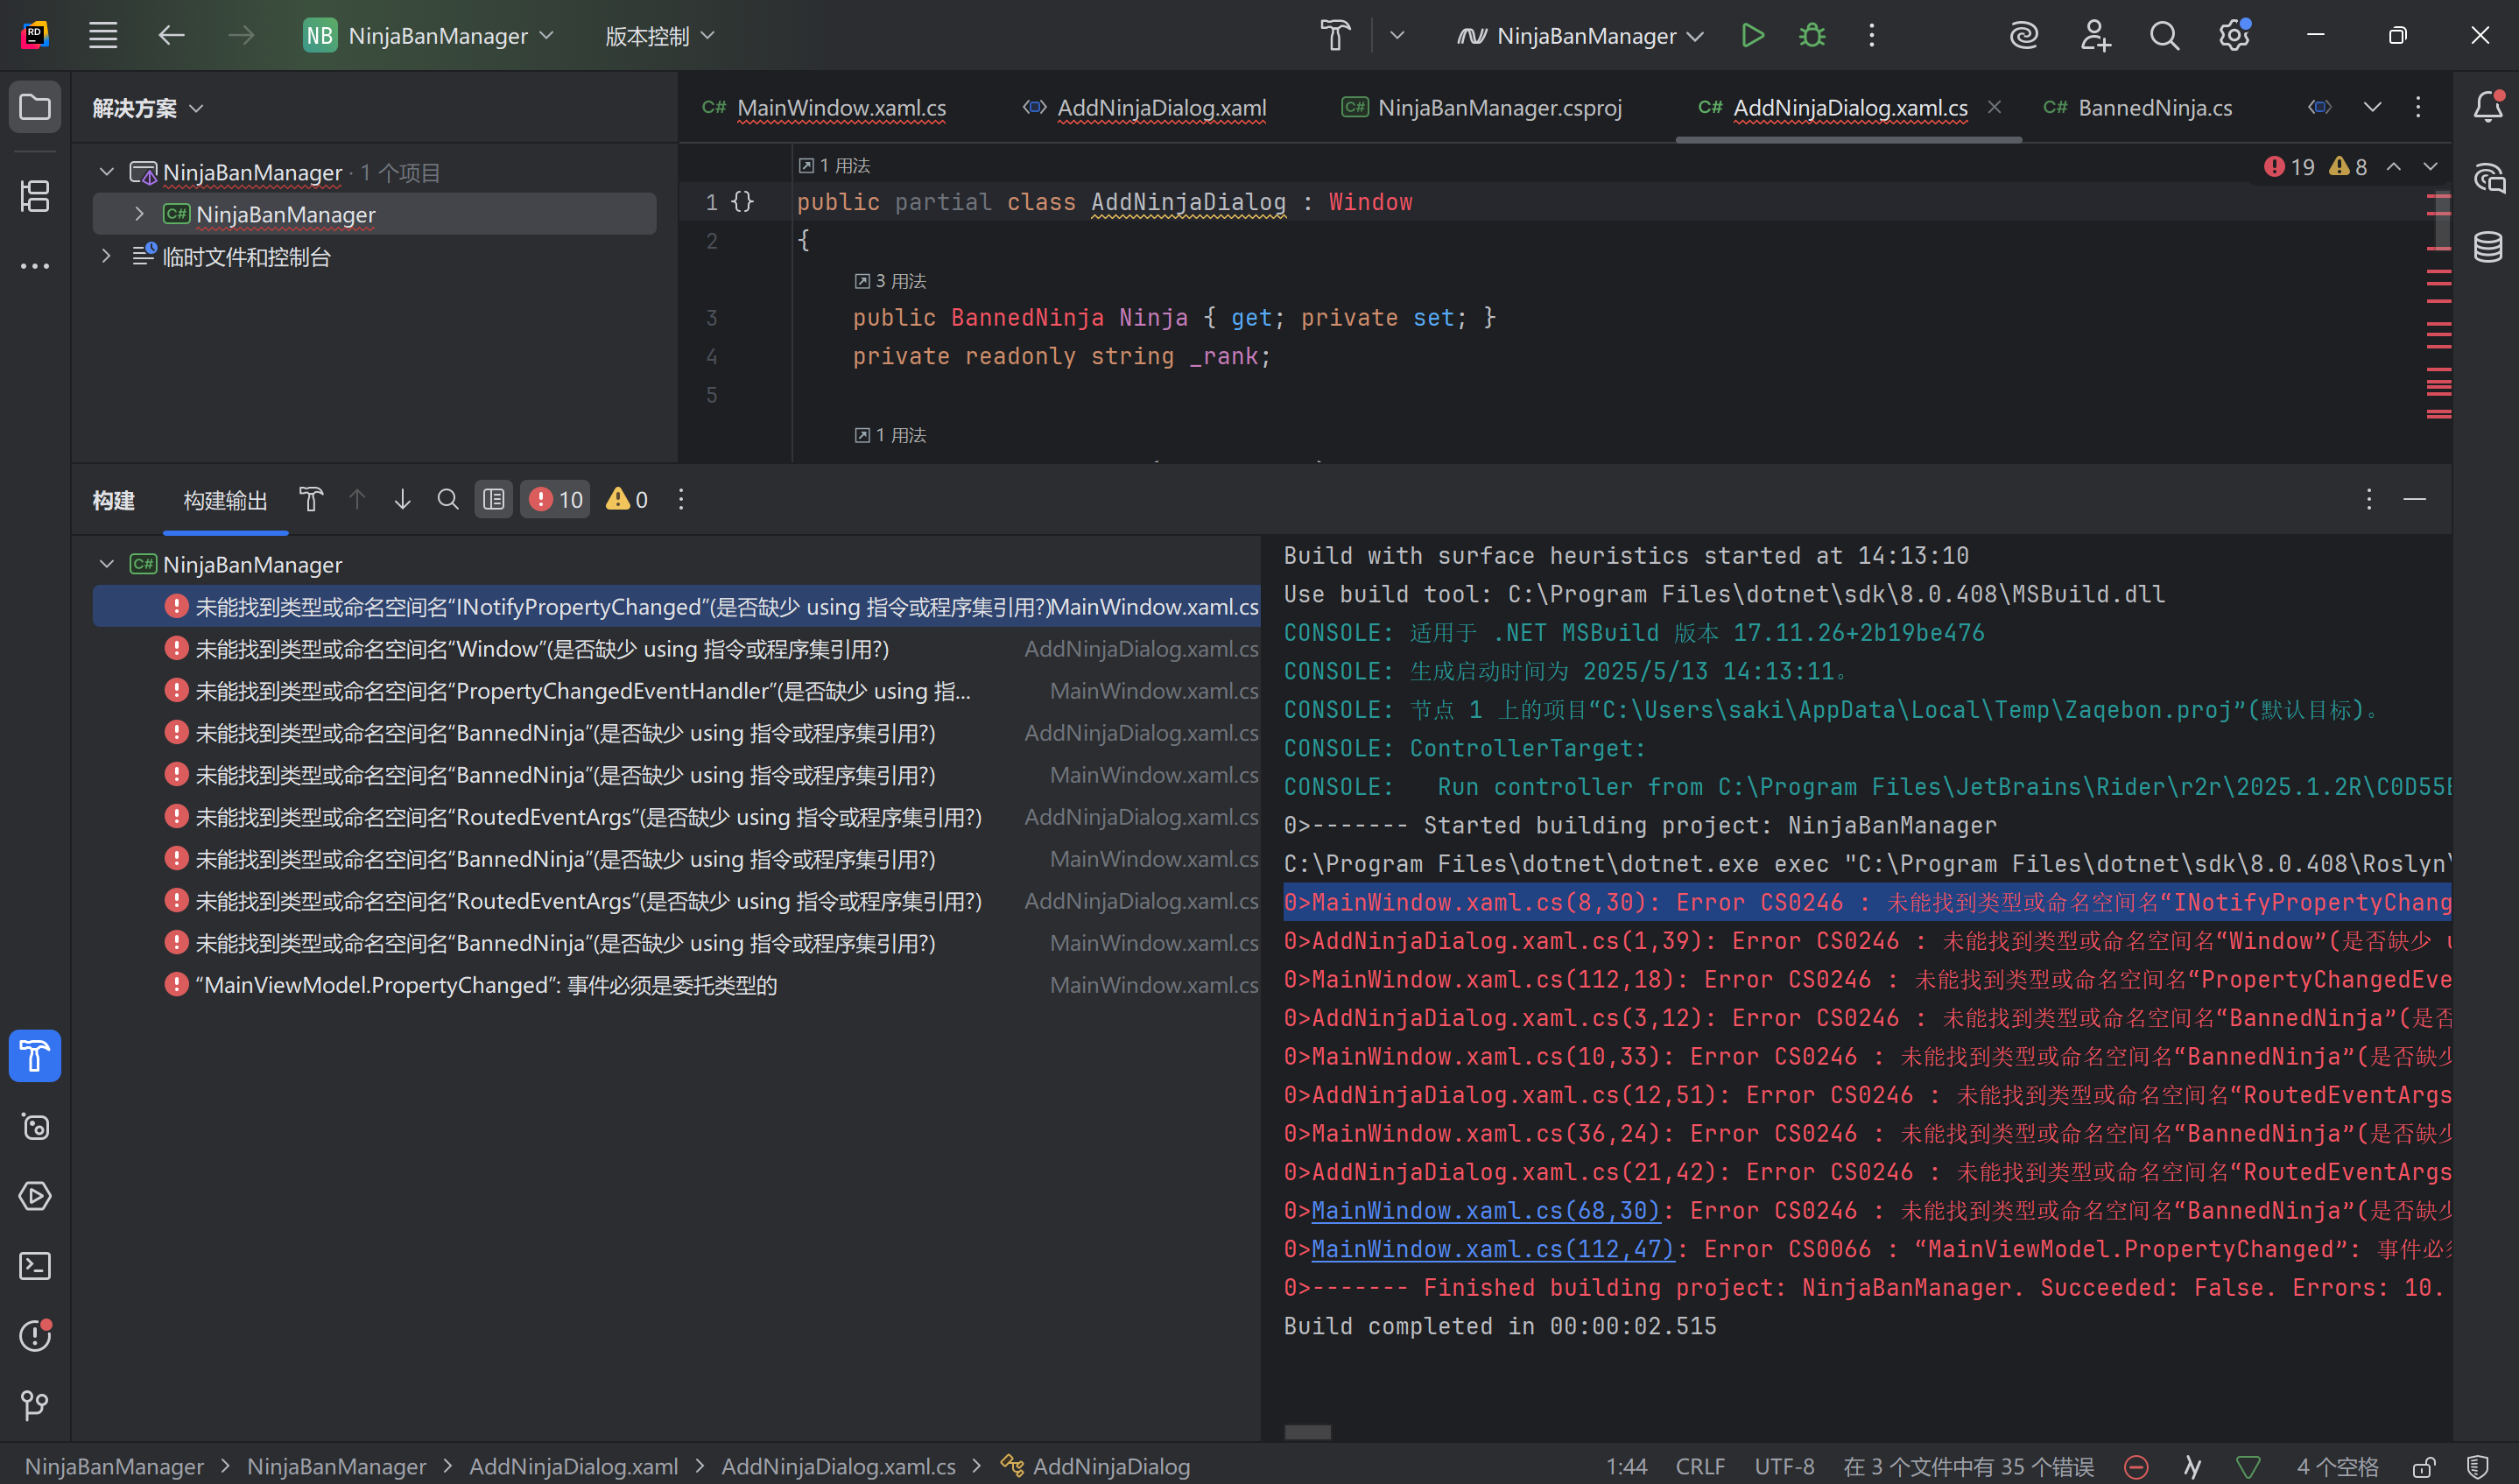 NB NinjaBanManager 版本控制 NinjaBanManager
解决方案
NinjaBanManager · 1 个项目
NinjaBanManager
临时文件和控制台
C# MainWindow.xaml.cs AddNinjaDialog.xaml C# NinjaBanManager.csproj C# AddNinjaDialog.xaml.cs C# BannedNinja.cs
1 用法 19 8
1 {} public partial class AddNinjaDialog : Window
2 {
3 用法
3 public BannedNinja Ninja { get; private set; }
4 private readonly string _rank;
5
1 用法
构建 构建输出 10 0
C# NinjaBanManager
未能找到类型或命名空间名“INotifyPropertyChanged”(是否缺少 using 指令或程序集引用?)MainWindow.xaml.cs
未能找到类型或命名空间名“Window”(是否缺少 using 指令或程序集引用?) AddNinjaDialog.xaml.cs
未能找到类型或命名空间名“PropertyChangedEventHandler”(是否缺少 using 指... MainWindow.xaml.cs
未能找到类型或命名空间名“BannedNinja”(是否缺少 using 指令或程序集引用?) AddNinjaDialog.xaml.cs
未能找到类型或命名空间名“BannedNinja”(是否缺少 using 指令或程序集引用?) MainWindow.xaml.cs
未能找到类型或命名空间名“RoutedEventArgs”(是否缺少 using 指令或程序集引用?) AddNinjaDialog.xaml.cs
未能找到类型或命名空间名“BannedNinja”(是否缺少 using 指令或程序集引用?) MainWindow.xaml.cs
未能找到类型或命名空间名“RoutedEventArgs”(是否缺少 using 指令或程序集引用?) AddNinjaDialog.xaml.cs
未能找到类型或命名空间名“BannedNinja”(是否缺少 using 指令或程序集引用?) MainWindow.xaml.cs
“MainViewModel.PropertyChanged”: 事件必须是委托类型的 MainWindow.xaml.cs
Build with surface heuristics started at 14:13:10
Use build tool: C:\Program Files\dotnet\sdk\8.0.408\MSBuild.dll
CONSOLE: 适用于 .NET MSBuild 版本 17.11.26+2b19be476
CONSOLE: 生成启动时间为 2025/5/13 14:13:11。
CONSOLE: 节点 1 上的项目“C:\Users\saki\AppData\Local\Temp\Zaqebon.proj”(默认目标)。
CONSOLE: ControllerTarget:
CONSOLE:   Run controller from C:\Program Files\JetBrains\Rider\r2r\2025.1.2R\C0D55E
0>------- Started building project: NinjaBanManager
C:\Program Files\dotnet\dotnet.exe exec "C:\Program Files\dotnet\sdk\8.0.408\Roslyn\
0>MainWindow.xaml.cs(8,30): Error CS0246 : 未能找到类型或命名空间名“INotifyPropertyChang
0>AddNinjaDialog.xaml.cs(1,39): Error CS0246 : 未能找到类型或命名空间名“Window”(是否缺少 u
0>MainWindow.xaml.cs(112,18): Error CS0246 : 未能找到类型或命名空间名“PropertyChangedEve
0>AddNinjaDialog.xaml.cs(3,12): Error CS0246 : 未能找到类型或命名空间名“BannedNinja”(是否
0>MainWindow.xaml.cs(10,33): Error CS0246 : 未能找到类型或命名空间名“BannedNinja”(是否缺少
0>AddNinjaDialog.xaml.cs(12,51): Error CS0246 : 未能找到类型或命名空间名“RoutedEventArgs
0>MainWindow.xaml.cs(36,24): Error CS0246 : 未能找到类型或命名空间名“BannedNinja”(是否缺少
0>AddNinjaDialog.xaml.cs(21,42): Error CS0246 : 未能找到类型或命名空间名“RoutedEventArgs
0>MainWindow.xaml.cs(68,30): Error CS0246 : 未能找到类型或命名空间名“BannedNinja”(是否缺少
0>MainWindow.xaml.cs(112,47): Error CS0066 : “MainViewModel.PropertyChanged”: 事件必须
0>------- Finished building project: NinjaBanManager. Succeeded: False. Errors: 10.
Build completed in 00:00:02.515
NinjaBanManager > NinjaBanManager > AddNinjaDialog.xaml > AddNinjaDialog.xaml.cs > AddNinjaDialog 1:44 CRLF UTF-8 在 3 个文件中有 35 个错误 4 个空格